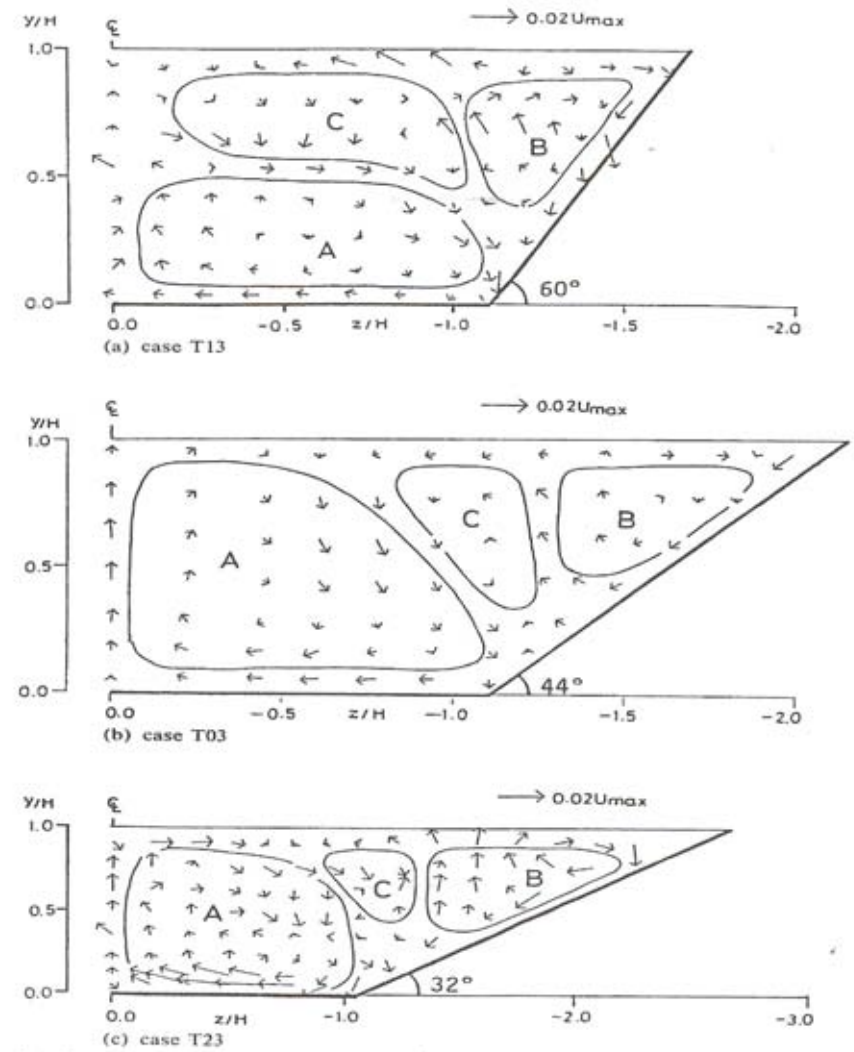 Y/H
℄
0.02Umax
1.0
C
B
0.5
A
60°
0.0
0.0 -0.5 z/H -1.0 -1.5 -2.0
(a) case T13
Y/H
℄
0.02Umax
1.0
C
B
A
0.5
44°
0.0
0.0 -0.5 z/H -1.0 -1.5 -2.0
(b) case T03
Y/H
℄
0.02Umax
1.0
C
B
A
0.5
32°
0.0
0.0 z/H -1.0 -2.0 -3.0
(c) case T23